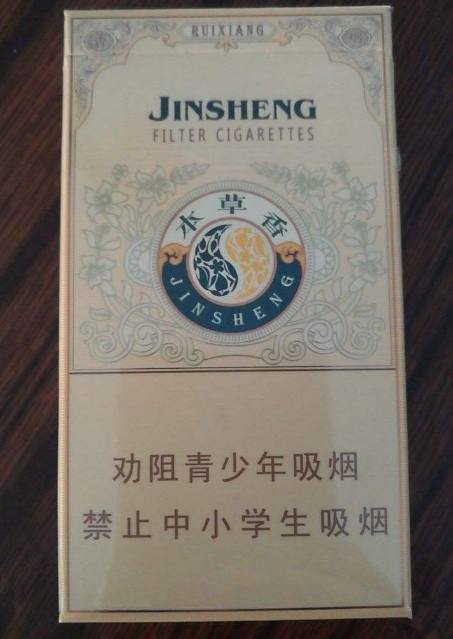 RUIXIANG
JINSHENG
FILTER CIGARETTES
本草香
JINSHENG
劝阻青少年吸烟
禁止中小学生吸烟